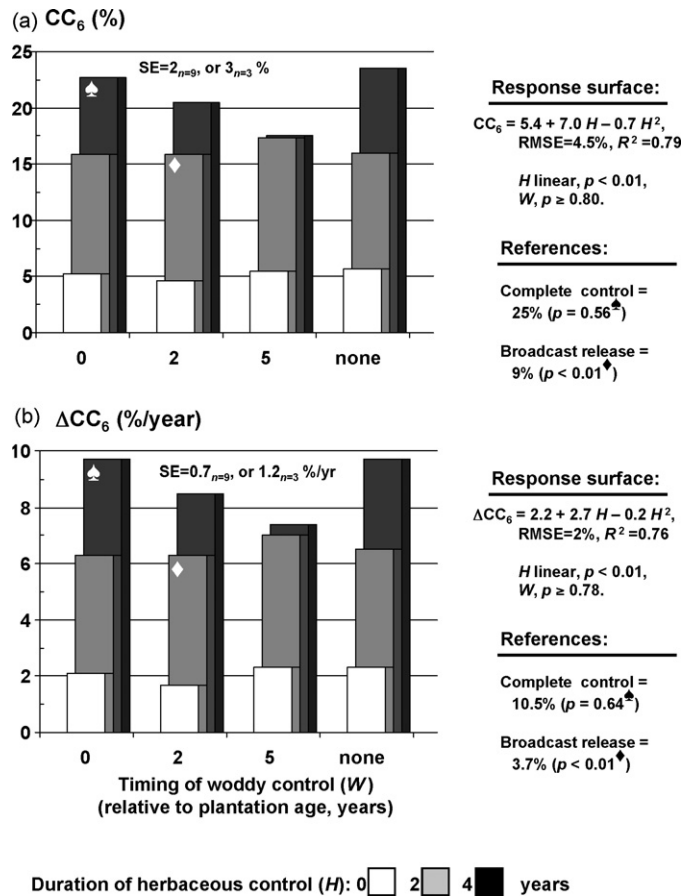 (a) CC6 (%)
25
20
15
10
5
0
SE=2n=9, or 3n=3 %
♠
♦
0 2 5 none
Response surface:
CC6 = 5.4 + 7.0 H – 0.7 H2,
RMSE=4.5%, R2 =0.79
H linear, p < 0.01,
W, p ≥ 0.80.
References:
Complete control =
25% (p = 0.56♠)
Broadcast release =
9% (p < 0.01♦)
(b) ΔCC6 (%/year)
10
8
6
4
2
0
SE=0.7n=9, or 1.2n=3 %/yr
♠
♦
0 2 5 none
Timing of woddy control (W)
(relative to plantation age, years)
Response surface:
ΔCC6 = 2.2 + 2.7 H – 0.2 H2,
RMSE=2%, R2 =0.76
H linear, p < 0.01,
W, p ≥ 0.78.
References:
Complete control =
10.5% (p = 0.64♠)
Broadcast release =
3.7% (p < 0.01♦)
Duration of herbaceous control (H): 0 2 4 years